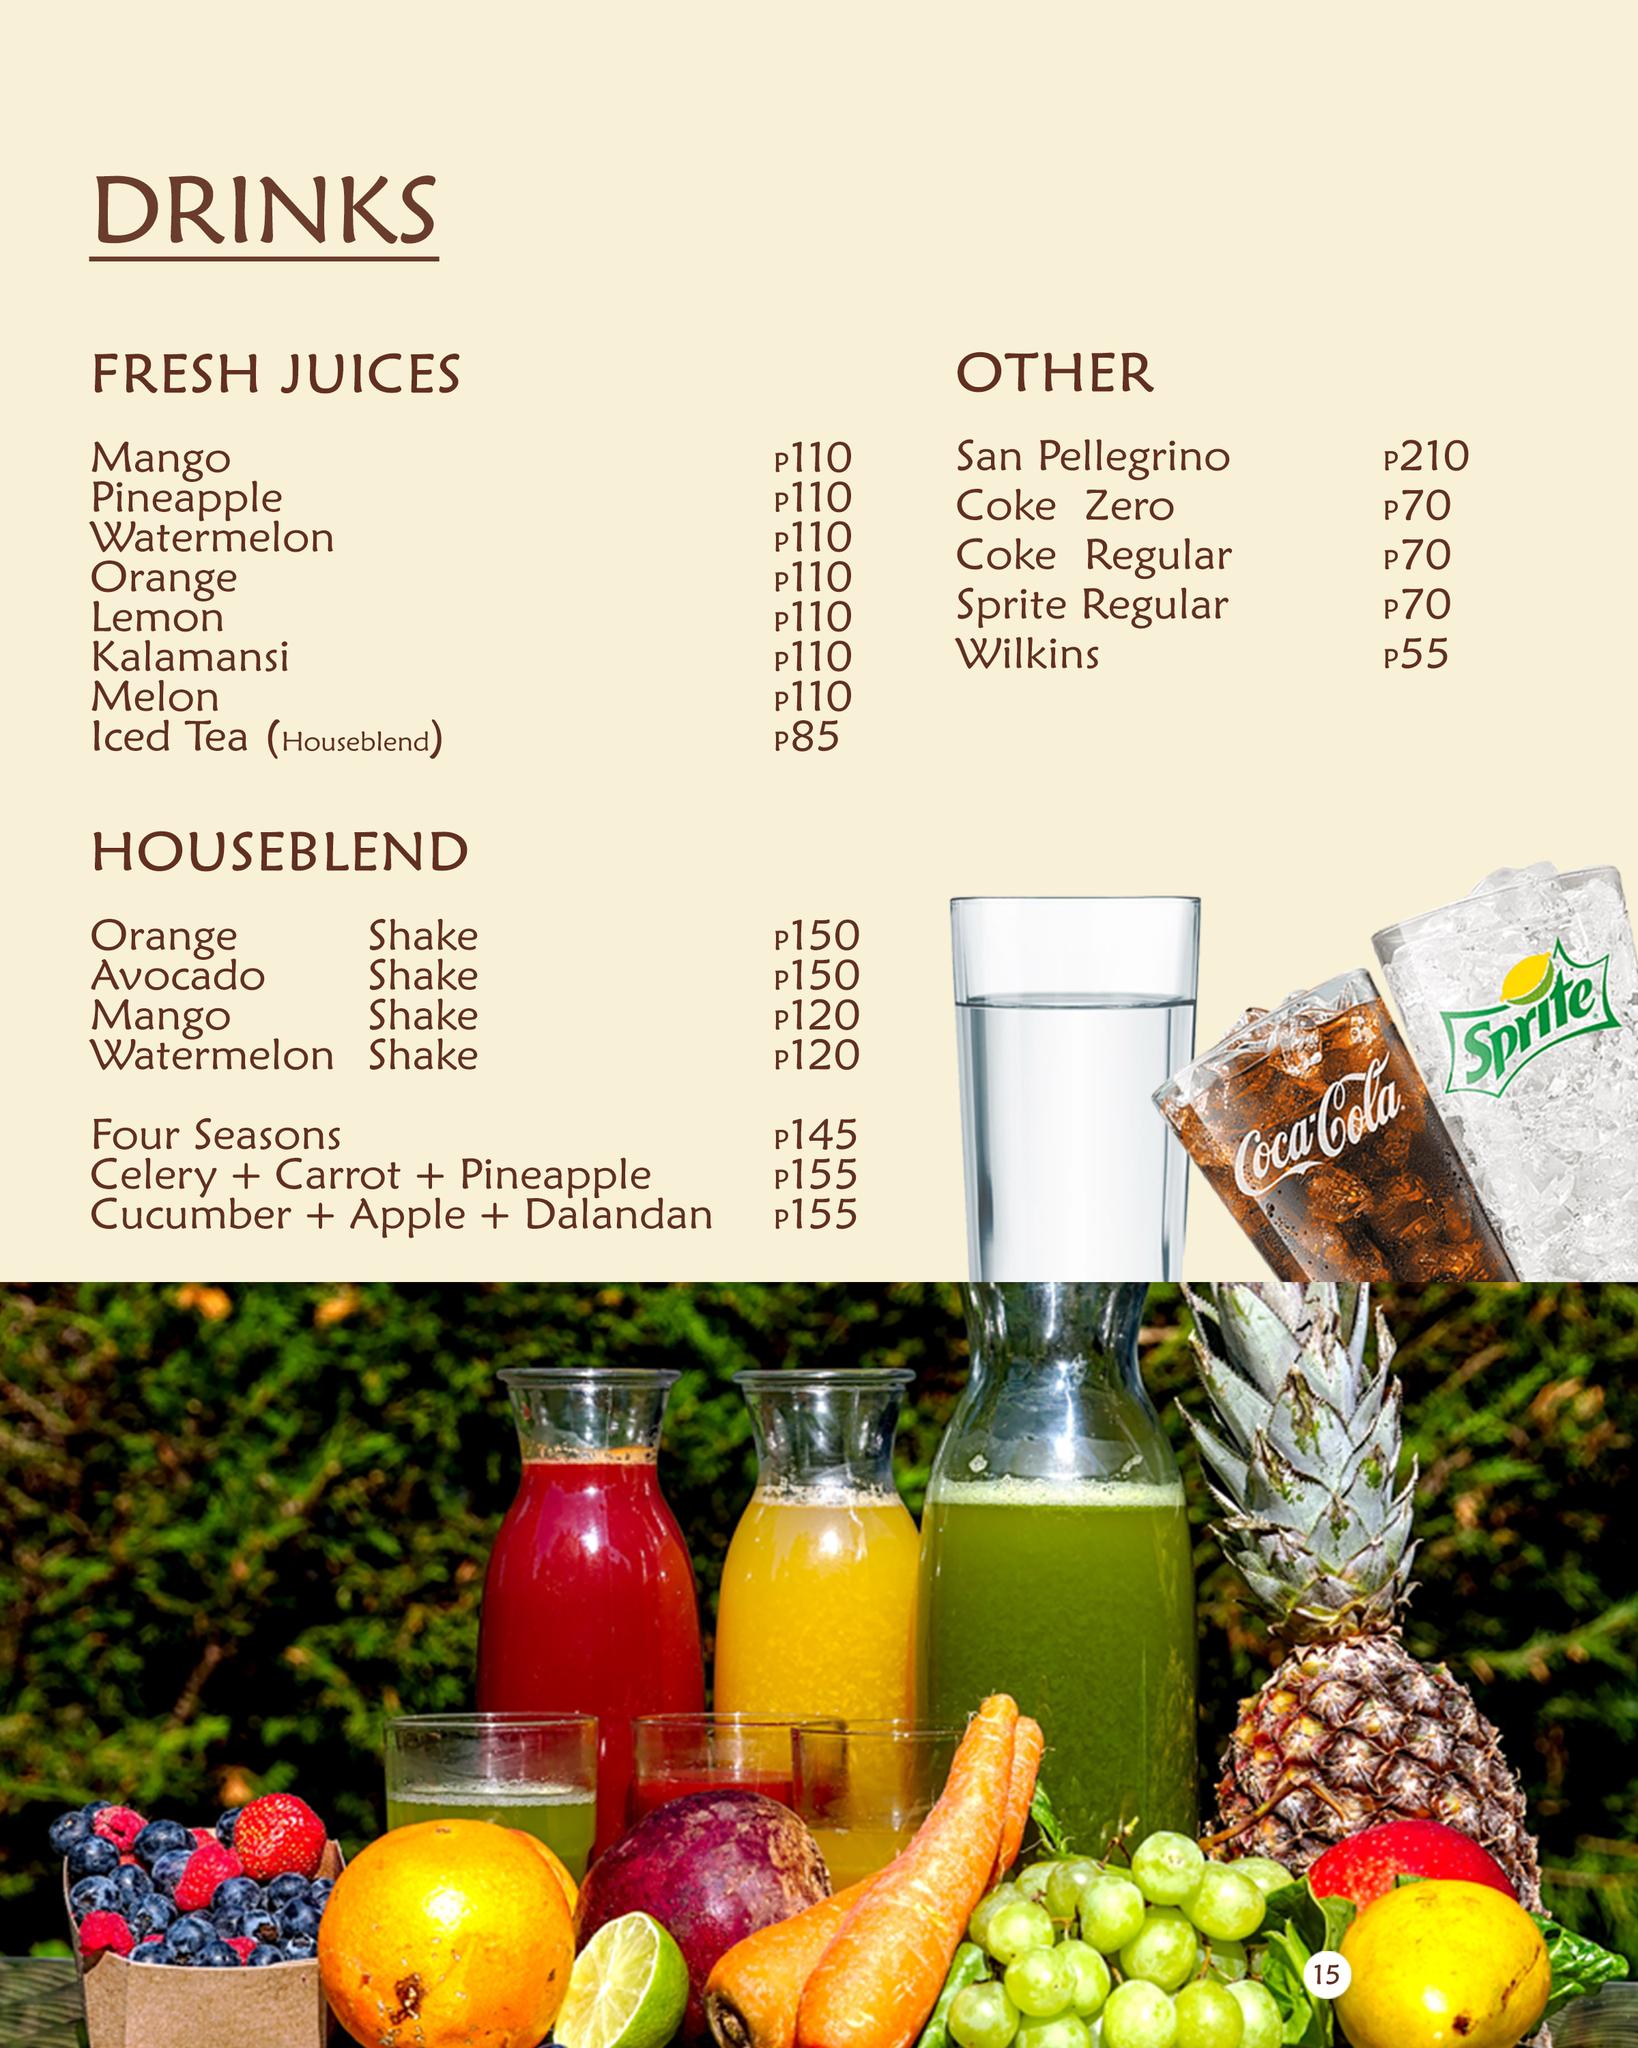 DRINKS
FRESH JUICES
Mango P110
Pineapple P110
Watermelon P110
Orange P110
Lemon P110
Kalamansi P110
Melon P110
Iced Tea (Houseblend) P85
HOUSEBLEND
Orange Shake P150
Avocado Shake P150
Mango Shake P120
Watermelon Shake P120
Four Seasons P145
Celery + Carrot + Pineapple P155
Cucumber + Apple + Dalandan P155
OTHER
San Pellegrino P210
Coke Zero P70
Coke Regular P70
Sprite Regular P70
Wilkins P55
Sprite
Coca-Cola
15